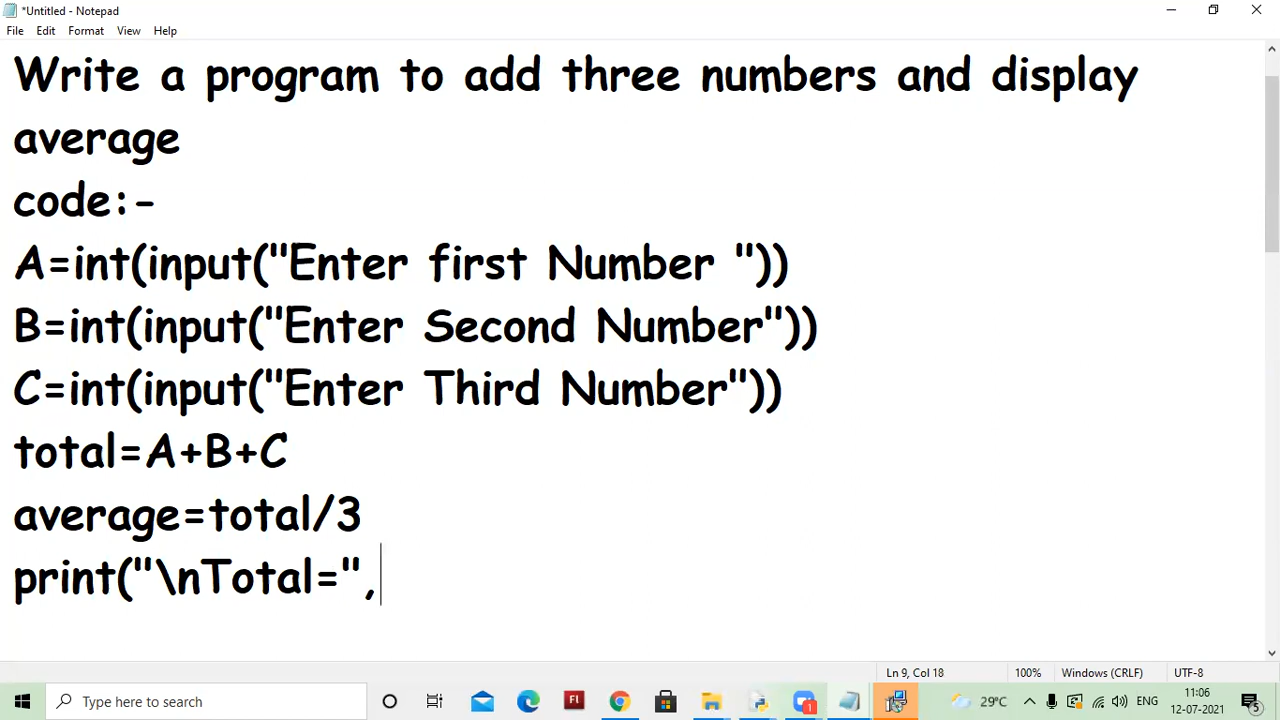 *Untitled - Notepad
File Edit Format View Help
Write a program to add three numbers and display
average
code:-
A=int(input("Enter first Number "))
B=int(input("Enter Second Number"))
C=int(input("Enter Third Number"))
total=A+B+C
average=total/3
print("\nTotal=",
Ln 9, Col 18 100% Windows (CRLF) UTF-8
Type here to search Fl 1 29°C ENG 11:06
12-07-2021 5